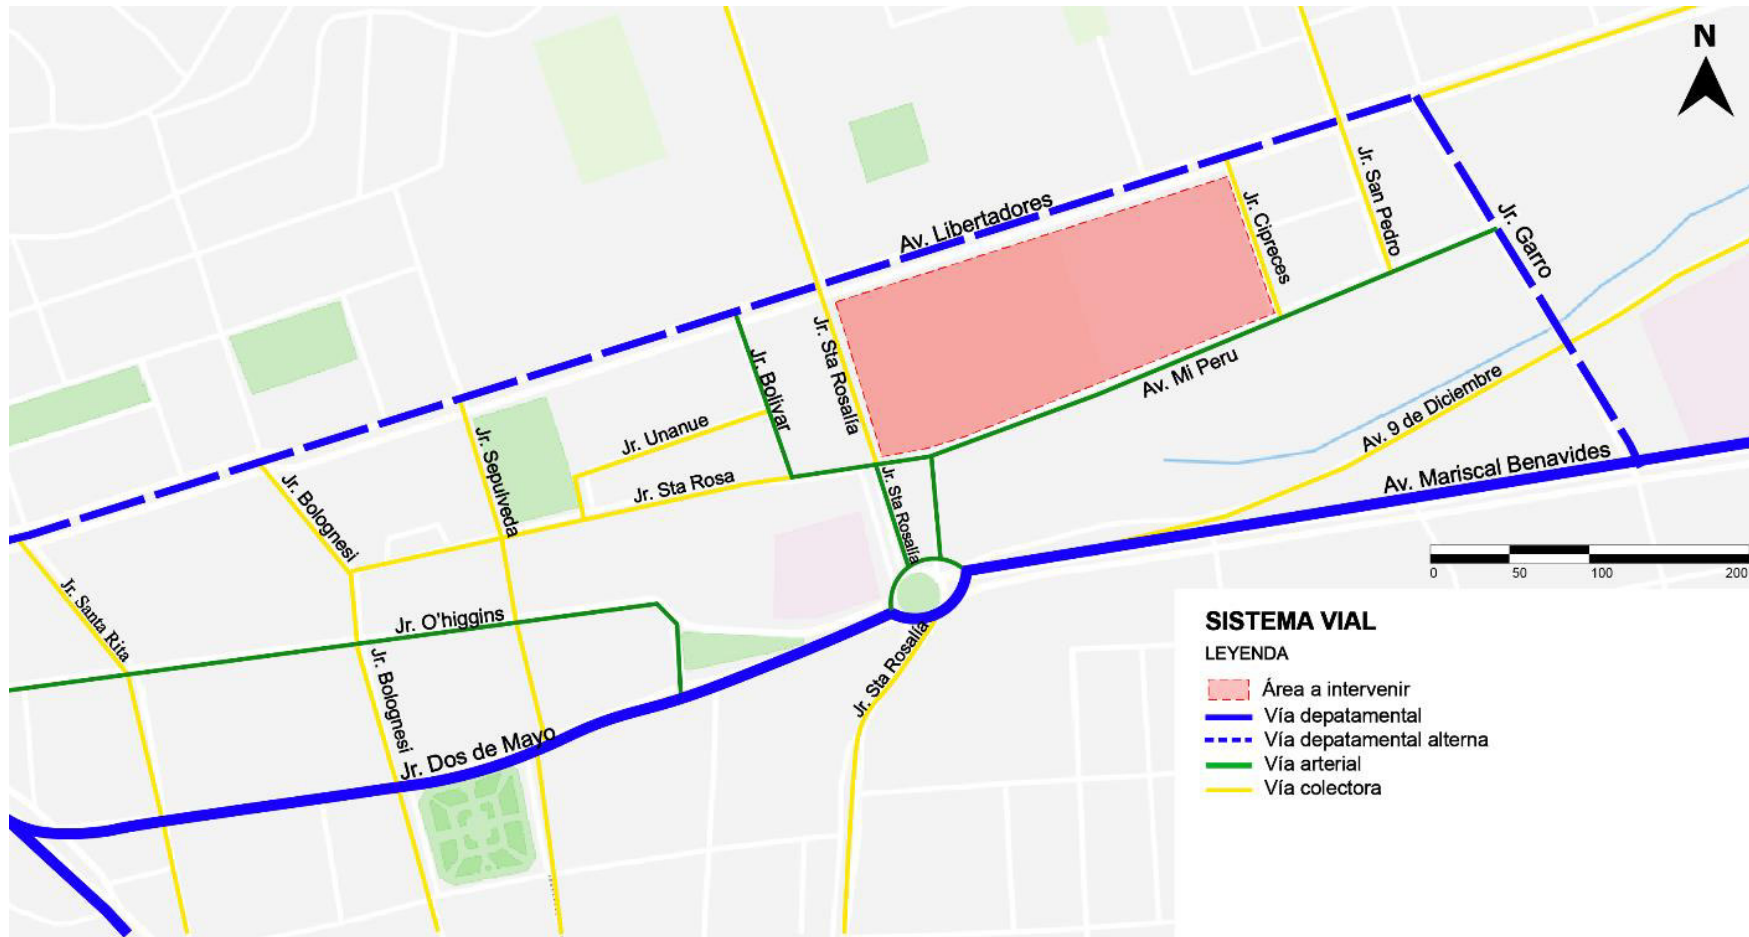 N
Av. Libertadores
Jr. San Pedro
Jr. Cipreces
Jr. Garro
Jr. Sta Rosalía
Jr. Bolivar
Av. Mi Peru
Av. 9 de Diciembre
Jr. Unanue
Jr. Sepulveda
Jr. Sta Rosa
Jr. Bolognesi
Av. Mariscal Benavides
Jr. Sta Rosalía
Jr. Santa Rita
Jr. O'higgins
Jr. Bolognesi
Jr. Sta Rosalía
Jr. Dos de Mayo
0 50 100 200
SISTEMA VIAL
LEYENDA
Área a intervenir
Vía depatamental
Vía depatamental alterna
Vía arterial
Vía colectora